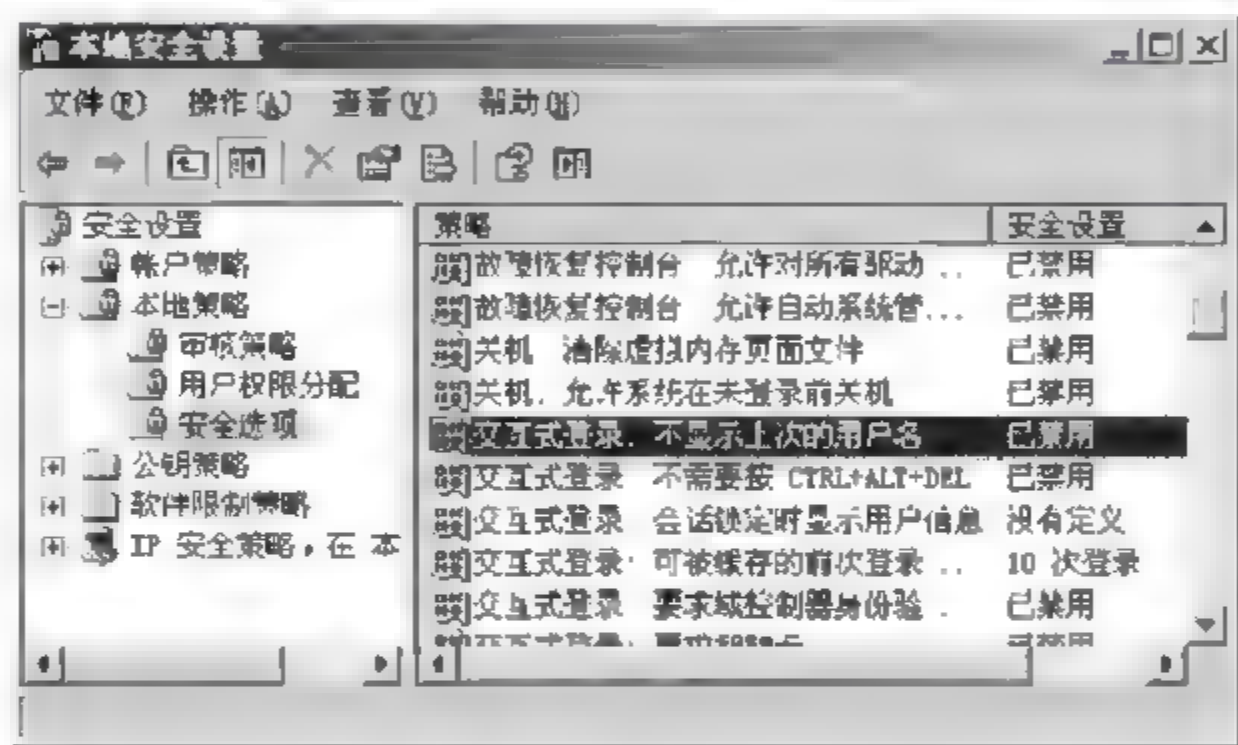 本地安全设置
文件(F) 操作(A) 查看(V) 帮助(H)
安全设置
帐户策略
本地策略
审核策略
用户权限分配
安全选项
公钥策略
软件限制策略
IP 安全策略，在 本
策略 安全设置
故障恢复控制台 允许对所有驱动... 已禁用
故障恢复控制台 允许自动系统管... 已禁用
关机 清除虚拟内存页面文件 已禁用
关机. 允许系统在未登录前关机 已禁用
交互式登录. 不显示上次的用户名 已禁用
交互式登录 不需要按 CTRL+ALT+DEL 已禁用
交互式登录 会话锁定时显示用户信息 没有定义
交互式登录: 可被缓存的前次登录 .. 10 次登录
交互式登录 要求域控制器身份验 . 已禁用